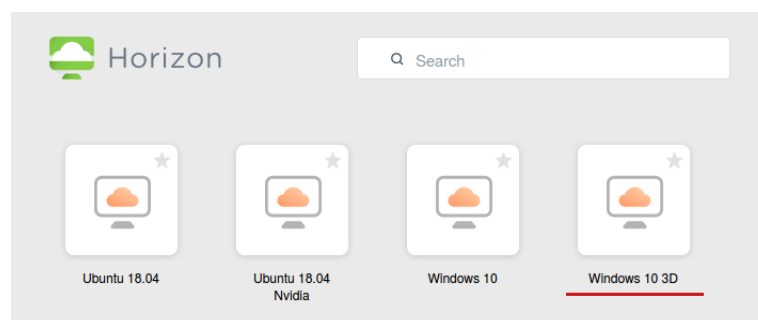 Horizon
Search
Ubuntu 18.04
Ubuntu 18.04
Nvidia
Windows 10
Windows 10 3D